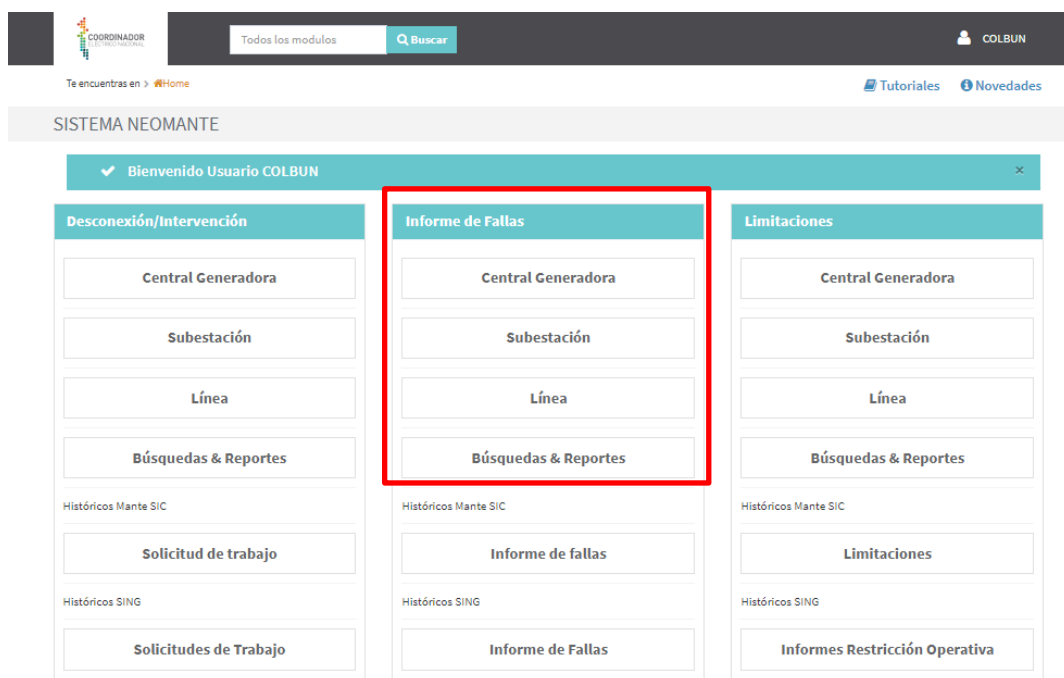 COORDINADOR
ELÉCTRICO NACIONAL
Todos los modulos
Buscar
COLBUN
Te encuentras en > Home
Tutoriales
Novedades
SISTEMA NEOMANTE
Bienvenido Usuario COLBUN
×
Desconexión/Intervención
Central Generadora
Subestación
Línea
Búsquedas & Reportes
Históricos Mante SIC
Solicitud de trabajo
Históricos SING
Solicitudes de Trabajo
Informe de Fallas
Central Generadora
Subestación
Línea
Búsquedas & Reportes
Históricos Mante SIC
Informe de fallas
Históricos SING
Informe de Fallas
Limitaciones
Central Generadora
Subestación
Línea
Búsquedas & Reportes
Históricos Mante SIC
Limitaciones
Históricos SING
Informes Restricción Operativa